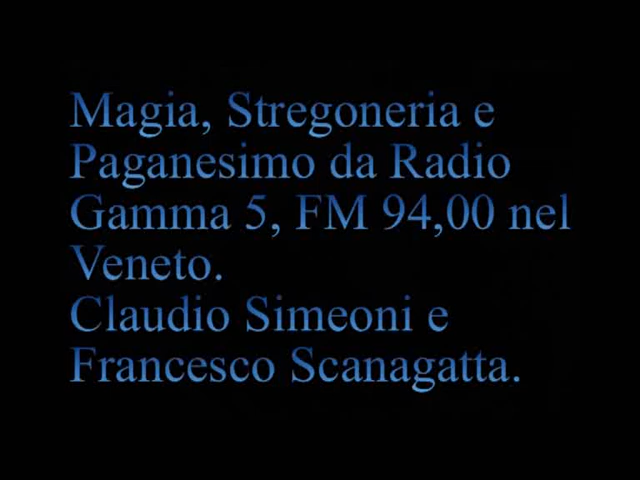 Magia, Stregoneria e
Paganesimo da Radio
Gamma 5, FM 94,00 nel
Veneto.
Claudio Simeoni e
Francesco Scanagatta.